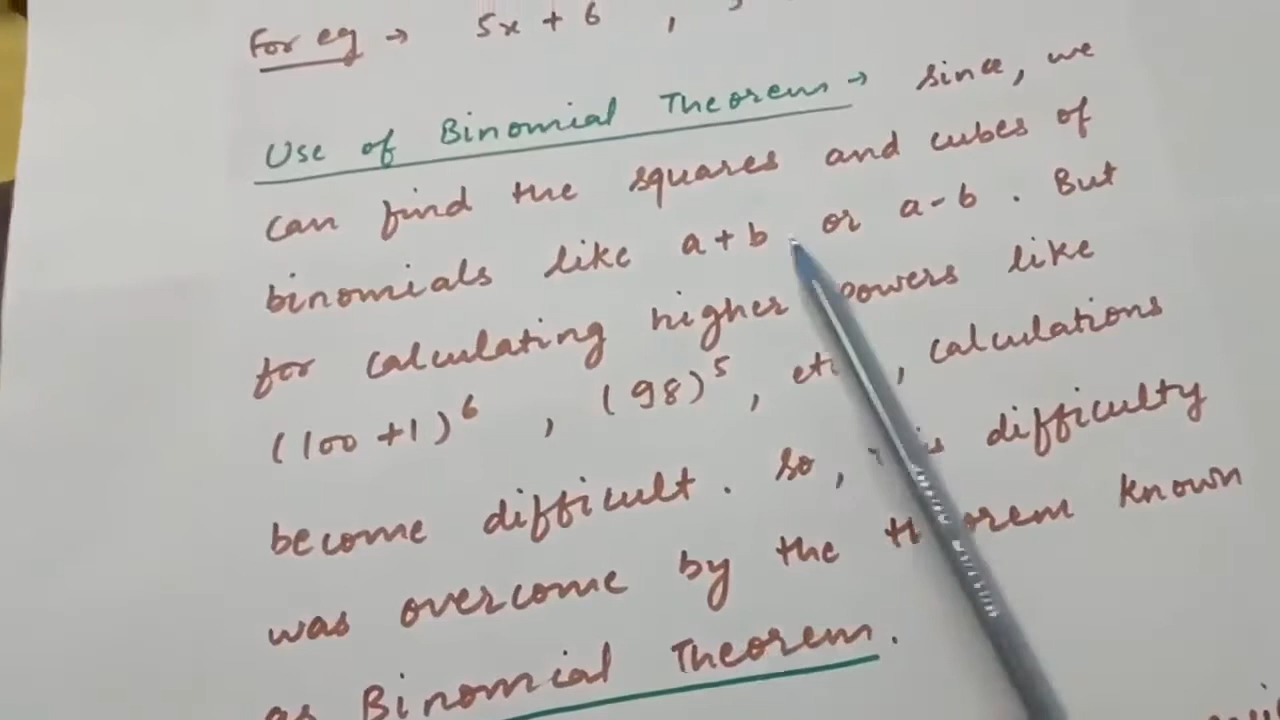 For eg → 5x + 6 ,
Use of Binomial Theorem → since, we
can find the squares and cubes of
binomials like a + b or a - b . But
for calculating higher powers like
(100 + 1)^6 , (98)^5 , etc , calculations
become difficult . so , difficulty
was overcome by the theorem known
as Binomial Theorem.